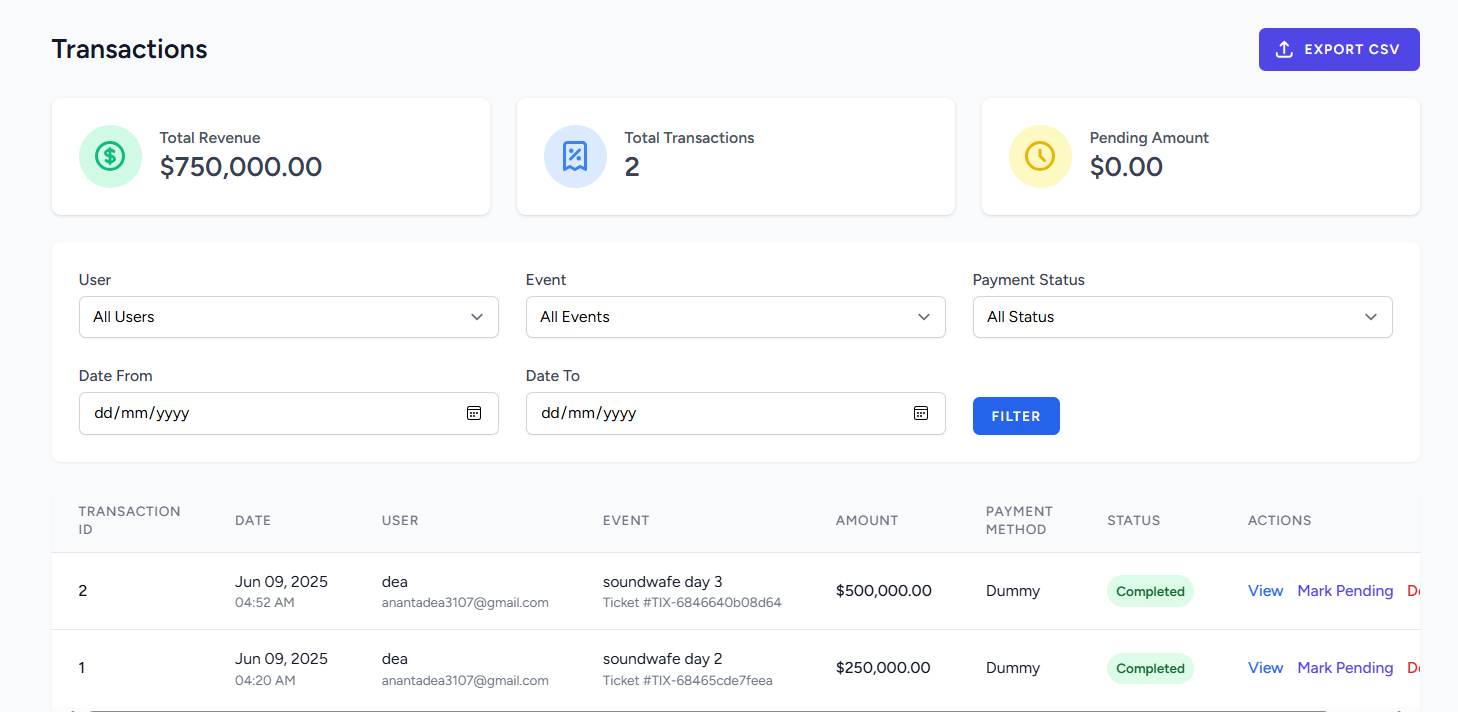 Transactions
EXPORT CSV
Total Revenue
$750,000.00
Total Transactions
2
Pending Amount
$0.00
User
Event
Payment Status
All Users
All Events
All Status
Date From
Date To
dd/mm/yyyy
dd/mm/yyyy
FILTER
TRANSACTION ID
DATE
USER
EVENT
AMOUNT
PAYMENT METHOD
STATUS
ACTIONS
2
Jun 09, 2025
04:52 AM
dea
anantadea3107@gmail.com
soundwafe day 3
Ticket #TIX-6846640b08d64
$500,000.00
Dummy
Completed
View
Mark Pending
1
Jun 09, 2025
04:20 AM
dea
anantadea3107@gmail.com
soundwafe day 2
Ticket #TIX-68465cde7feea
$250,000.00
Dummy
Completed
View
Mark Pending